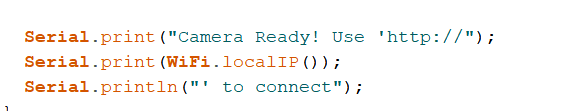 Serial.print("Camera Ready! Use 'http://");
Serial.print(WiFi.localIP());
Serial.println("' to connect");